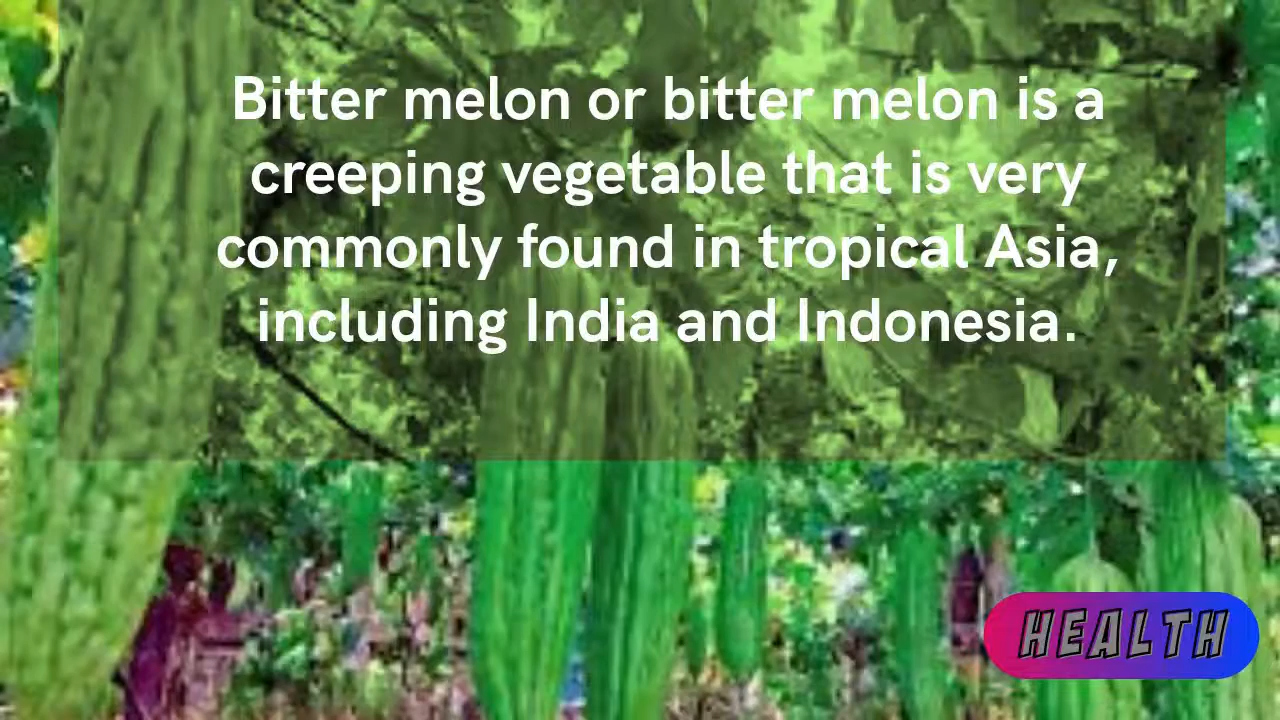 Bitter melon or bitter melon is a
creeping vegetable that is very
commonly found in tropical Asia,
including India and Indonesia.
HEALTH